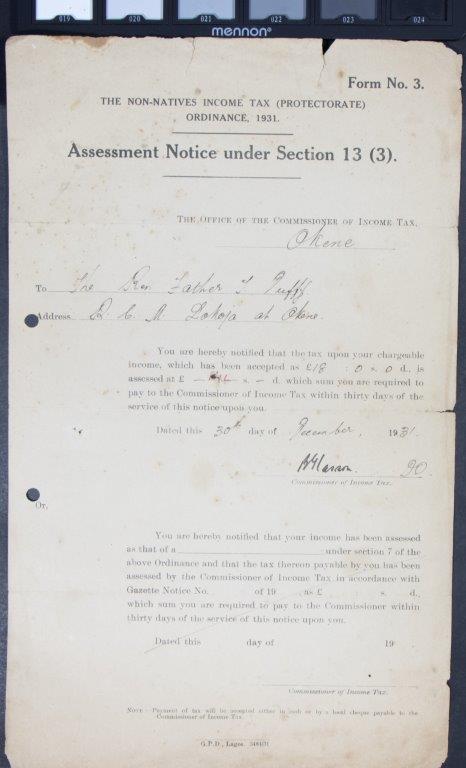 019 020 021 022 023 024
mennon
Form No. 3.
THE NON-NATIVES INCOME TAX (PROTECTORATE)
ORDINANCE, 1931.
Assessment Notice under Section 13 (3).
THE OFFICE OF THE COMMISSIONER OF INCOME TAX,
Okene
To The Rev. Father
Address R. C. M. Lokoja at Okene.
You are hereby notified that the tax upon your chargeable
income, which has been accepted as £18 : 0 s 0 d., is
assessed at £ — NIL s. — d. which sum you are required to
pay to the Commissioner of Income Tax within thirty days of the
service of this notice upon you.
Dated this 30th day of December, 1931.
Commissioner of Income Tax.
Or,
You are hereby notified that your income has been assessed
as that of a under section 7 of the
above Ordinance and that the tax thereon payable by you has been
assessed by the Commissioner of Income Tax in accordance with
Gazette Notice No. of 19 as £ s. d.,
which sum you are required to pay to the Commissioner within
thirty days of the service of this notice upon you.
Dated this day of 19
Commissioner of Income Tax.
NOTE: Payment of tax will be accepted either in cash or by a local cheque payable to the
Commissioner of Income Tax.
G.P.D., Lagos.